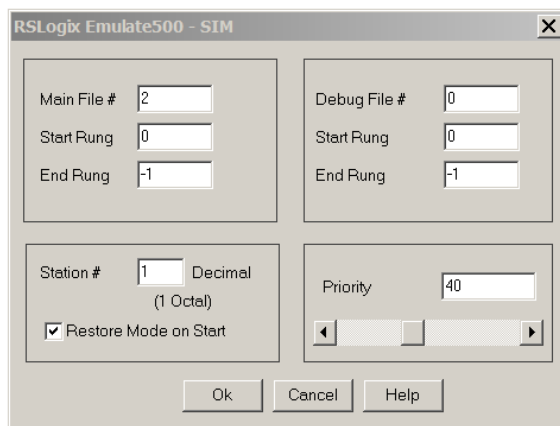 RSLogix Emulate500 - SIM
Main File # 2
Start Rung 0
End Rung -1
Debug File # 0
Start Rung 0
End Rung -1
Station # 1 Decimal
(1 Octal)
Restore Mode on Start
Priority 40
Ok Cancel Help